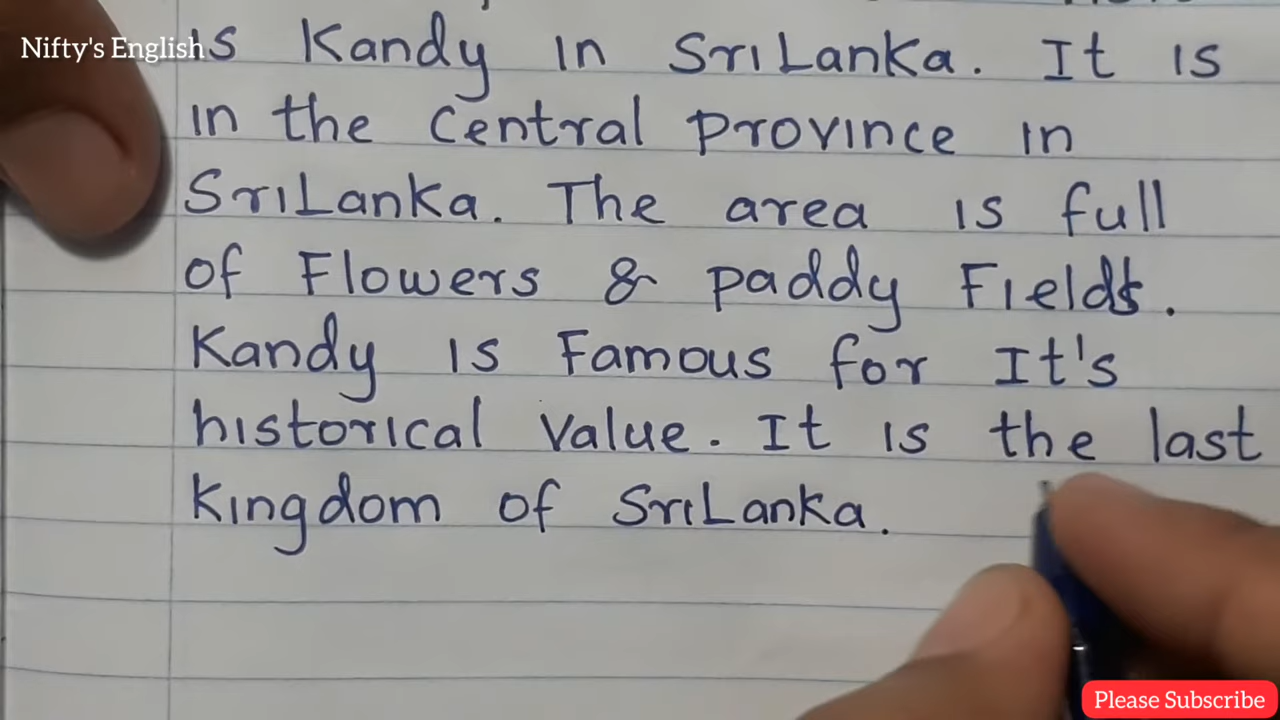 Nifty's English
is Kandy in SriLanka. It is
in the central province in
SriLanka. The area is full
of Flowers & paddy Fields.
Kandy is Famous for It's
historical value. It is the last
kingdom of SriLanka.
Please Subscribe